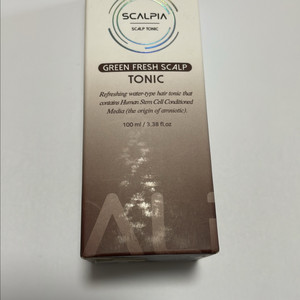 SCALPIA
SCALP TONIC
GREEN FRESH SCALP
TONIC
Refreshing water-type hair tonic that
contains Human Stem Cell Conditioned
Media (the origin of aromatic)
100 ml / 3.38 fl.oz